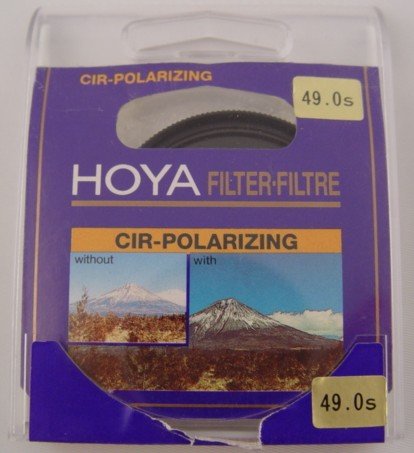 CIR-POLARIZING
49.0s
HOYA FILTER·FILTRE
CIR-POLARIZING
without
with
49.0s